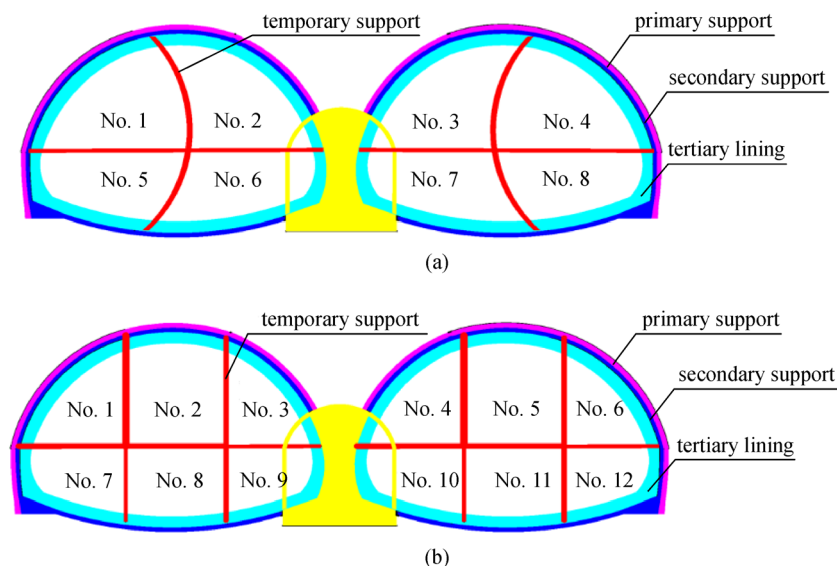 temporary support
primary support
secondary support
No. 1
No. 2
No. 3
No. 4
tertiary lining
No. 5
No. 6
No. 7
No. 8
(a)
temporary support
primary support
secondary support
No. 1
No. 2
No. 3
No. 4
No. 5
No. 6
tertiary lining
No. 7
No. 8
No. 9
No. 10
No. 11
No. 12
(b)